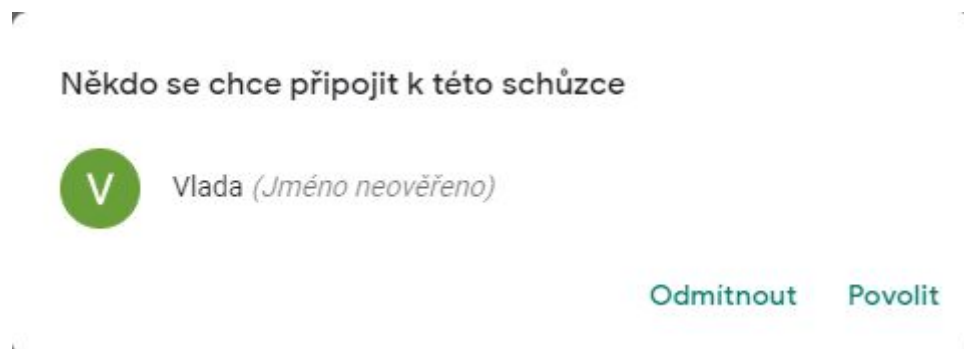 Někdo se chce připojit k této schůzce
V
Vlada (Jméno neověřeno)
Odmítnout Povolit